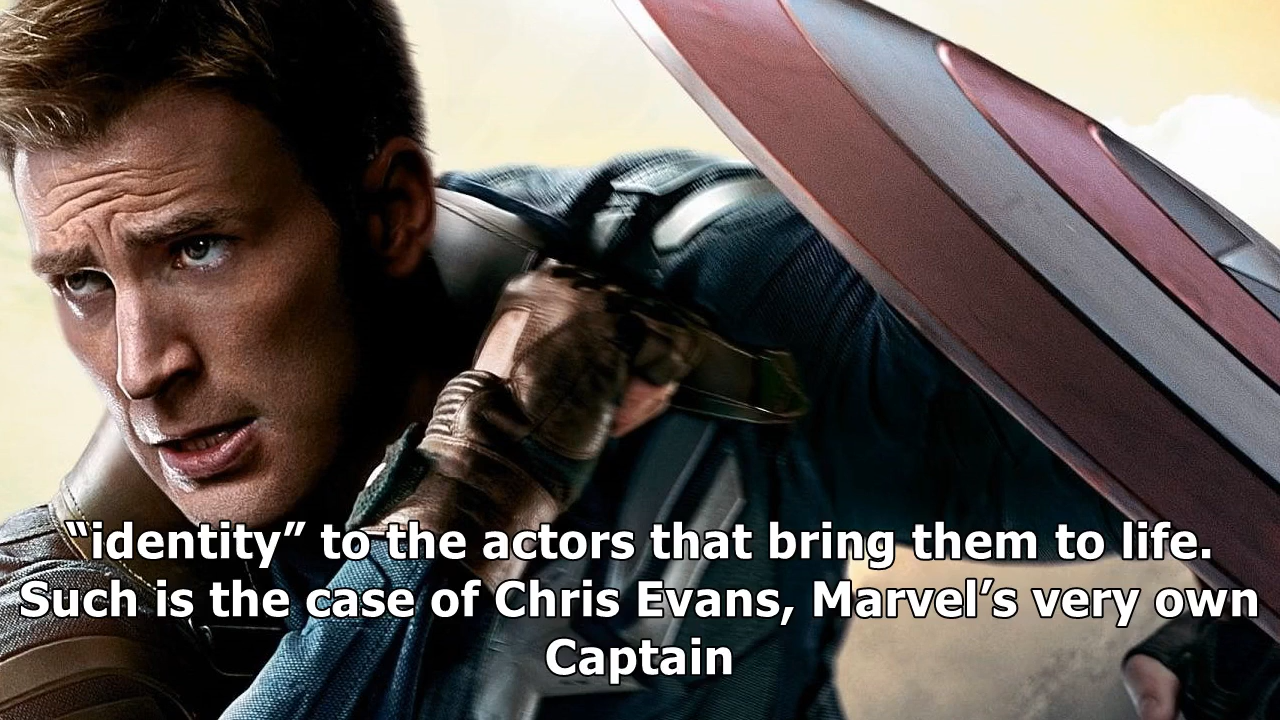 “identity” to the actors that bring them to life.
Such is the case of Chris Evans, Marvel’s very own
Captain